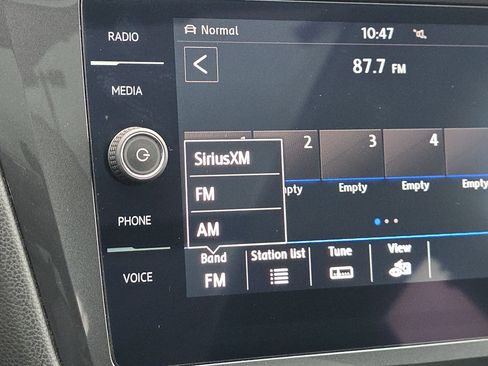 RADIO
Normal
10:47
MEDIA
87.7 FM
2
3
4
SiriusXM
FM
AM
Empty
Empty
Empty
Empty
PHONE
VOICE
Band
FM
Station list
Tune
View